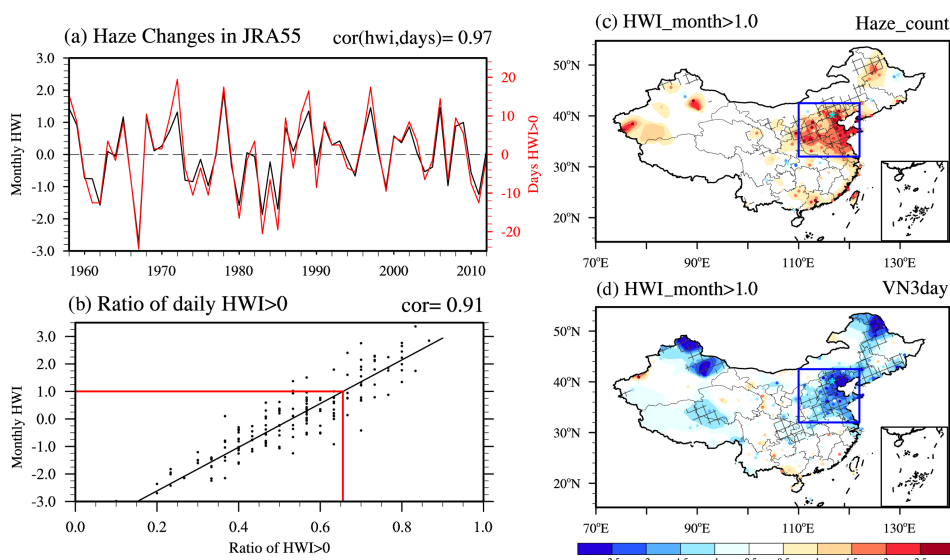 (a) Haze Changes in JRA55 cor(hwi,days)= 0.97
3.0
2.0
1.0
0.0
-1.0
-2.0
-3.0
Monthly HWI
20
10
0
-10
-20
Days HWI>0
1960 1970 1980 1990 2000 2010
(b) Ratio of daily HWI>0 cor= 0.91
3.0
2.0
1.0
0.0
-1.0
-2.0
-3.0
Monthly HWI
0.0 0.2 0.4 0.6 0.8 1.0
Ratio of HWI>0
(c) HWI_month>1.0 Haze_count
50°N
40°N
30°N
20°N
70°E 90°E 110°E 130°E
(d) HWI_month>1.0 VN3day
50°N
40°N
30°N
20°N
70°E 90°E 110°E 130°E